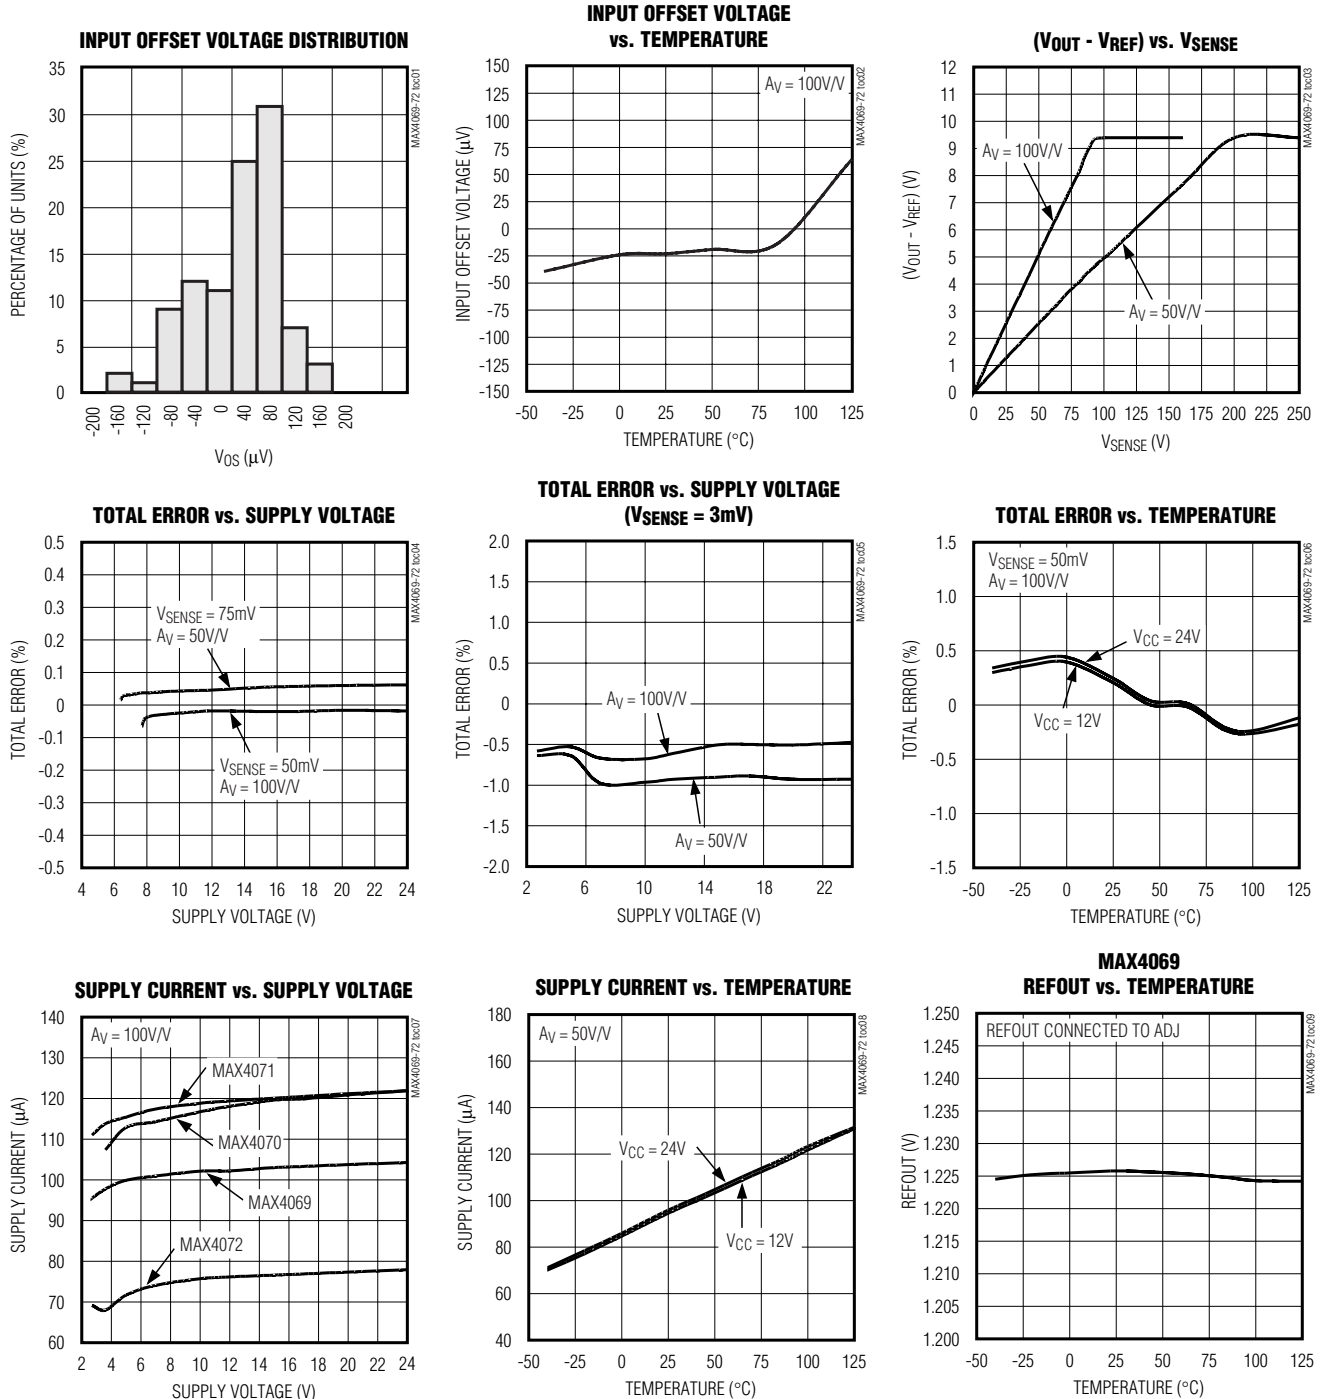 INPUT OFFSET VOLTAGE DISTRIBUTION
35
30
25
20
15
10
5
0
PERCENTAGE OF UNITS (%)
-200
-160
-120
-80
-40
0
40
80
120
160
200
VOS (μV)
MAX4069-72 toc01
INPUT OFFSET VOLTAGE
vs. TEMPERATURE
150
125
100
75
50
25
0
-25
-50
-75
-100
-125
-150
INPUT OFFSET VOLTAGE (μV)
AV = 100V/V
-50 -25 0 25 50 75 100 125
TEMPERATURE (°C)
MAX4069-72 toc02
(VOUT - VREF) vs. VSENSE
12
11
10
9
8
7
6
5
4
3
2
1
0
(VOUT - VREF) (V)
AV = 100V/V
AV = 50V/V
0 25 50 75 100 125 150 175 200 225 250
VSENSE (V)
MAX4069-72 toc03
TOTAL ERROR vs. SUPPLY VOLTAGE
0.5
0.4
0.3
0.2
0.1
0
-0.1
-0.2
-0.3
-0.4
-0.5
TOTAL ERROR (%)
VSENSE = 75mV
AV = 50V/V
VSENSE = 50mV
AV = 100V/V
4 6 8 10 12 14 16 18 20 22 24
SUPPLY VOLTAGE (V)
MAX4069-72 toc04
TOTAL ERROR vs. SUPPLY VOLTAGE
(VSENSE = 3mV)
2.0
1.5
1.0
0.5
0
-0.5
-1.0
-1.5
-2.0
TOTAL ERROR (%)
AV = 100V/V
AV = 50V/V
2 6 10 14 18 22
SUPPLY VOLTAGE (V)
MAX4069-72 toc05
TOTAL ERROR vs. TEMPERATURE
1.5
1.0
0.5
0
-0.5
-1.0
-1.5
TOTAL ERROR (%)
VSENSE = 50mV
AV = 100V/V
VCC = 24V
VCC = 12V
-50 -25 0 25 50 75 100 125
TEMPERATURE (°C)
MAX4069-72 toc06
SUPPLY CURRENT vs. SUPPLY VOLTAGE
140
130
120
110
100
90
80
70
60
SUPPLY CURRENT (μA)
AV = 100V/V
MAX4071
MAX4070
MAX4069
MAX4072
2 4 6 8 10 12 14 16 18 20 22 24
SUPPLY VOLTAGE (V)
MAX4069-72 toc07
SUPPLY CURRENT vs. TEMPERATURE
180
160
140
120
100
80
60
40
SUPPLY CURRENT (μA)
AV = 50V/V
VCC = 24V
VCC = 12V
-50 -25 0 25 50 75 100 125
TEMPERATURE (°C)
MAX4069-72 toc08
MAX4069
REFOUT vs. TEMPERATURE
1.250
1.245
1.240
1.235
1.230
1.225
1.220
1.215
1.210
1.205
1.200
REFOUT (V)
REFOUT CONNECTED TO ADJ
-50 -25 0 25 50 75 100 125
TEMPERATURE (°C)
MAX4069-72 toc09